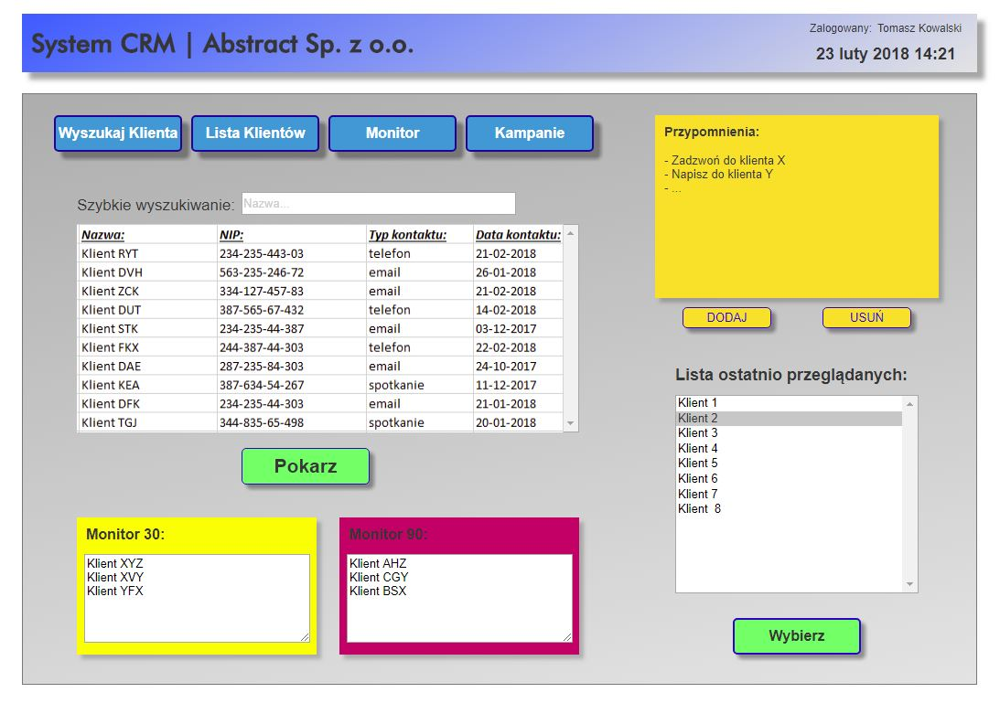 System CRM | Abstract Sp. z o.o.
Zalogowany: Tomasz Kowalski
23 luty 2018 14:21
Wyszukaj Klienta
Lista Klientów
Monitor
Kampanie
Szybkie wyszukiwanie: Nazwa...
Nazwa: NIP: Typ kontaktu: Data kontaktu:
Klient RYT 234-235-443-03 telefon 21-02-2018
Klient DVH 563-235-246-72 email 26-01-2018
Klient ZCK 334-127-457-83 email 21-02-2018
Klient DUT 387-565-67-432 telefon 14-02-2018
Klient STK 234-235-44-387 email 03-12-2017
Klient FKX 244-387-44-303 telefon 22-02-2018
Klient DAE 287-235-84-303 email 24-10-2017
Klient KEA 387-634-54-267 spotkanie 11-12-2017
Klient DFK 234-235-44-303 email 21-01-2018
Klient TGJ 344-835-65-498 spotkanie 20-01-2018
Pokarz
Monitor 30:
Klient XYZ
Klient XVY
Klient YFX
Monitor 90:
Klient AHZ
Klient CGY
Klient BSX
Przypomnienia:
- Zadzwoń do klienta X
- Napisz do klienta Y
- ...
DODAJ
USUŃ
Lista ostatnio przeglądanych:
Klient 1
Klient 2
Klient 3
Klient 4
Klient 5
Klient 6
Klient 7
Klient 8
Wybierz